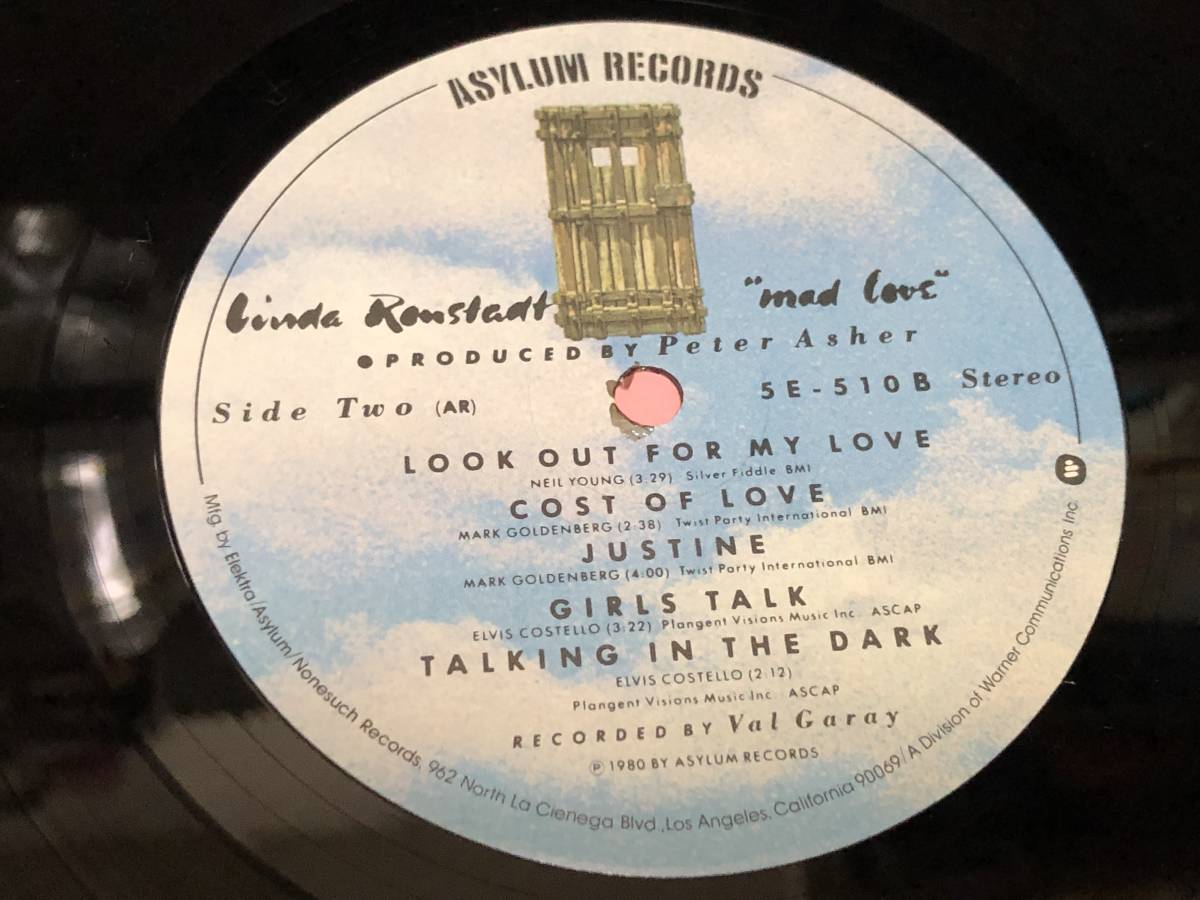 ASYLUM RECORDS
Linda Ronstadt "mad love"
●PRODUCED BY Peter Asher
Side Two (AR) 5E-510B Stereo
LOOK OUT FOR MY LOVE
NEIL YOUNG (3:29) Silver Fiddle BMI
COST OF LOVE
MARK GOLDENBERG (2:38) Twist Party International BMI
JUSTINE
MARK GOLDENBERG (4:00) Twist Party International BMI
GIRLS TALK
ELVIS COSTELLO (3:22) Plangent Visions Music Inc. ASCAP
TALKING IN THE DARK
ELVIS COSTELLO (2:12)
Plangent Visions Music Inc. ASCAP
RECORDED BY Val Garay
℗ 1980 BY ASYLUM RECORDS
Mfg. by Elektra/Asylum/Nonesuch Records, 962 North La Cienega Blvd., Los Angeles, California 90069/A Division of Warner Communications Inc.